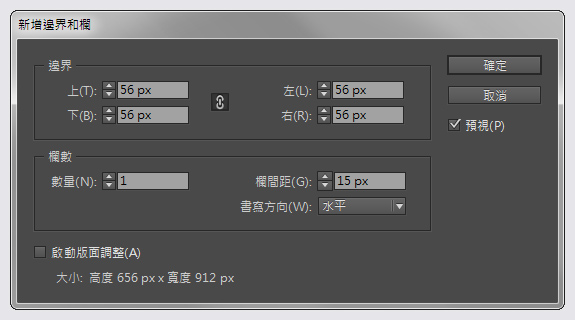 新增邊界和欄
邊界
上(T): 56 px
左(L): 56 px
下(B): 56 px
右(R): 56 px
確定
取消
預視(P)
欄數
數量(N): 1
欄間距(G): 15 px
書寫方向(W): 水平
啟動版面調整(A)
大小: 高度 656 px x 寬度 912 px